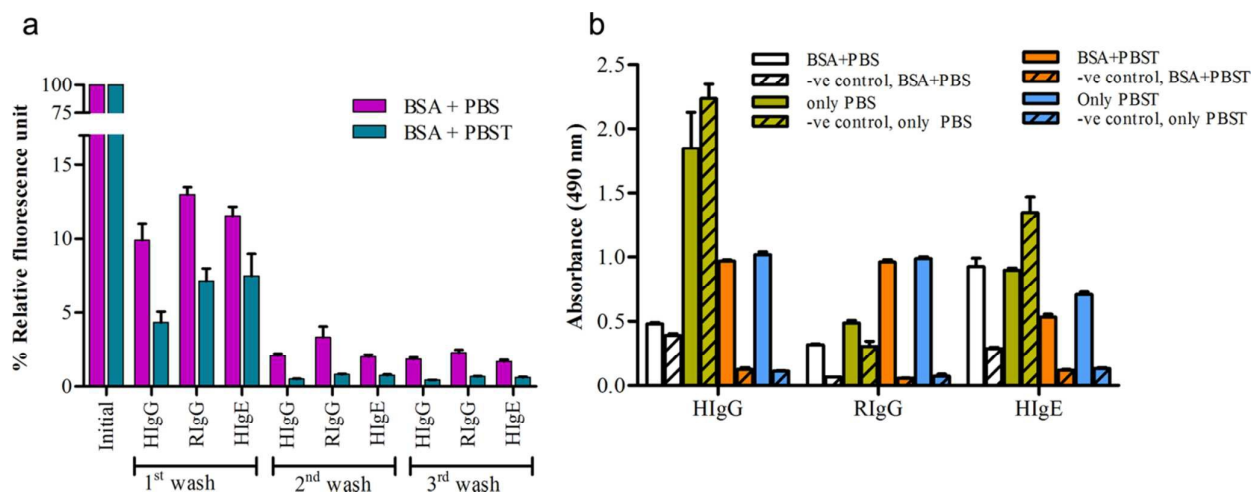 a
% Relative fluorescence unit
100
75
15
10
5
0
BSA + PBS
BSA + PBST
Initial
HIgG
RIgG
HIgE
HIgG
RIgG
HIgE
HIgG
RIgG
HIgE
1st wash
2nd wash
3rd wash
b
Absorbance (490 nm)
2.5
2.0
1.5
1.0
0.5
0.0
BSA+PBS
-ve control, BSA+PBS
only PBS
-ve control, only PBS
BSA+PBST
-ve control, BSA+PBST
Only PBST
-ve control, only PBST
HIgG
RIgG
HIgE